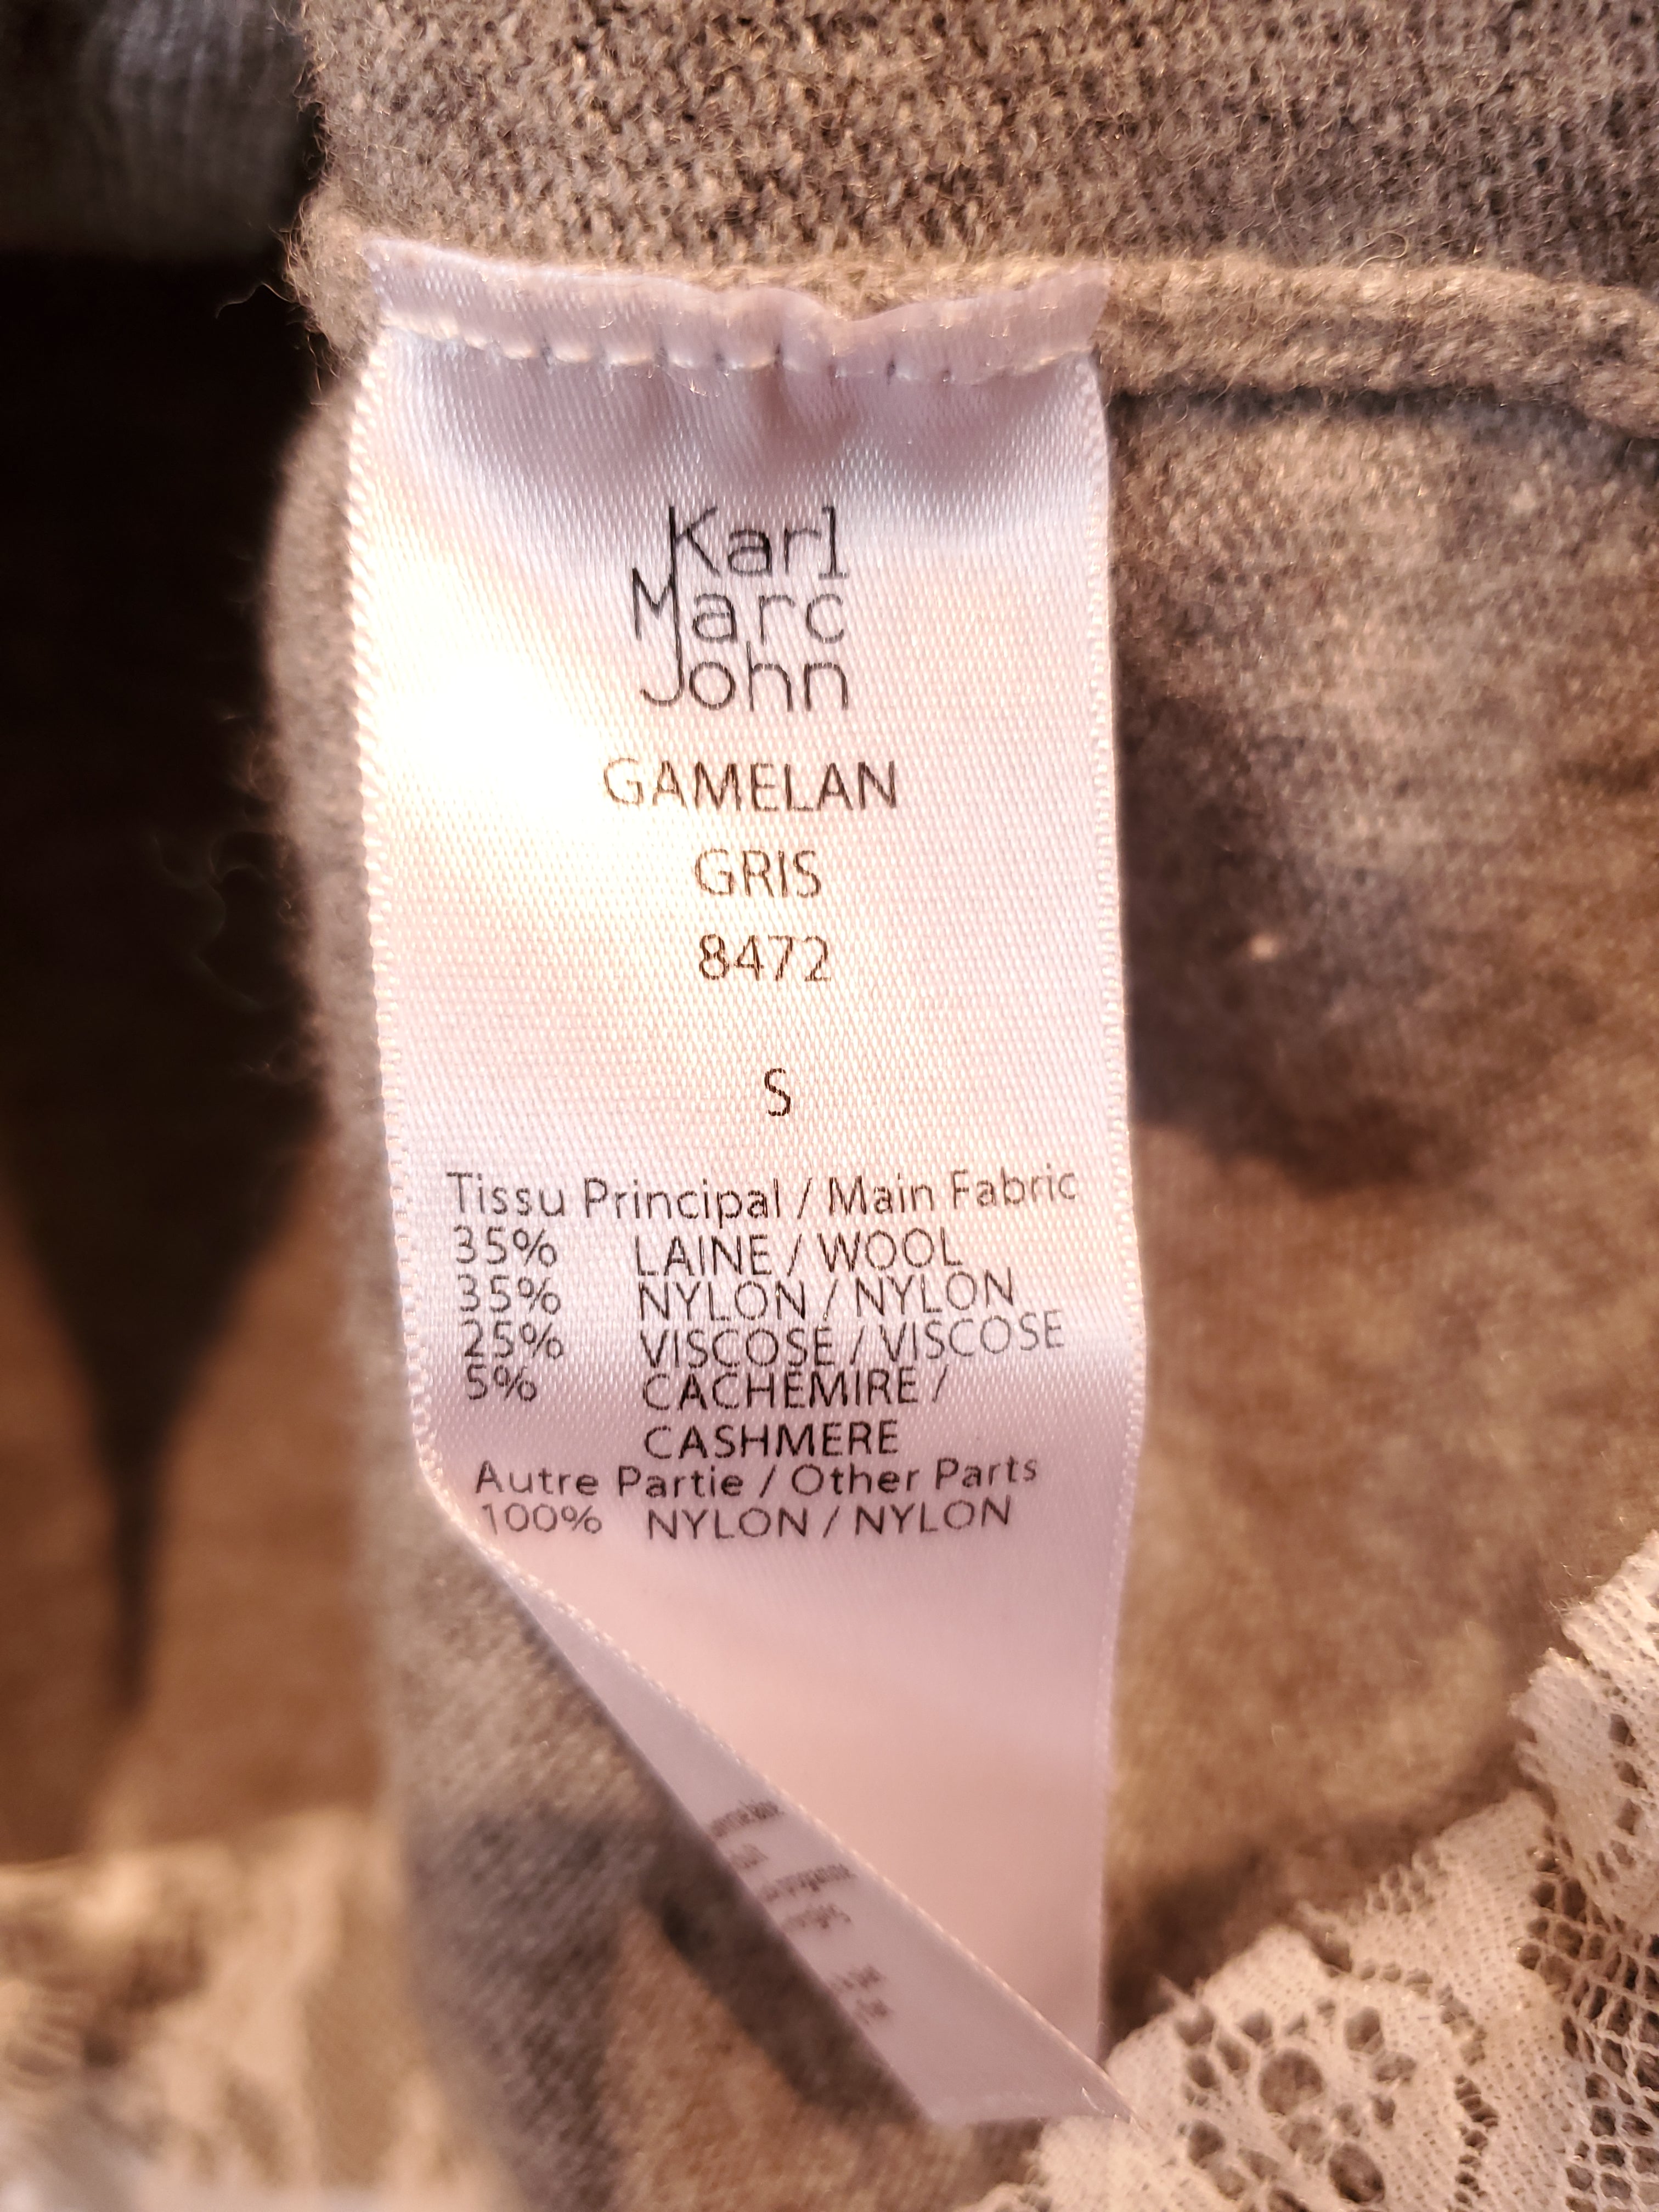 Karl
Marc
John
GAMELAN
GRIS
8472
S
Tissu Principal / Main Fabric
35% LAINE / WOOL
35% NYLON / NYLON
25% VISCOSE / VISCOSE
5% CACHEMIRE /
CASHMERE
Autre Partie / Other Parts
100% NYLON / NYLON